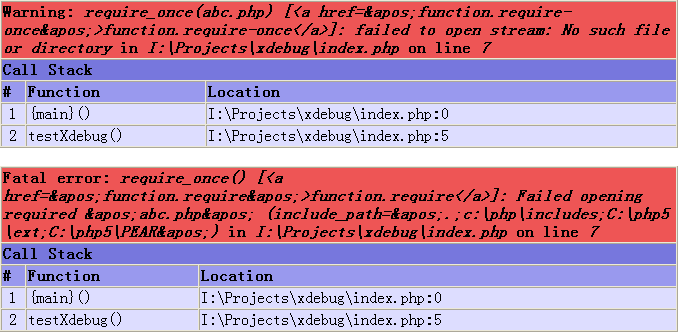 Warning: require_once(abc.php) [<a href=&apos;function.require-
once&apos;>function.require-once</a>]: failed to open stream: No such file
or directory in I:\Projects\xdebug\index.php on line 7
Call Stack
# Function Location
1 {main}() I:\Projects\xdebug\index.php:0
2 testXdebug() I:\Projects\xdebug\index.php:5
Fatal error: require_once() [<a
href=&apos;function.require&apos;>function.require</a>]: Failed opening
required &apos;abc.php&apos; (include_path=&apos;.;c:\php\includes;C:\php5
\ext;C:\php5\PEAR&apos;) in I:\Projects\xdebug\index.php on line 7
Call Stack
# Function Location
1 {main}() I:\Projects\xdebug\index.php:0
2 testXdebug() I:\Projects\xdebug\index.php:5